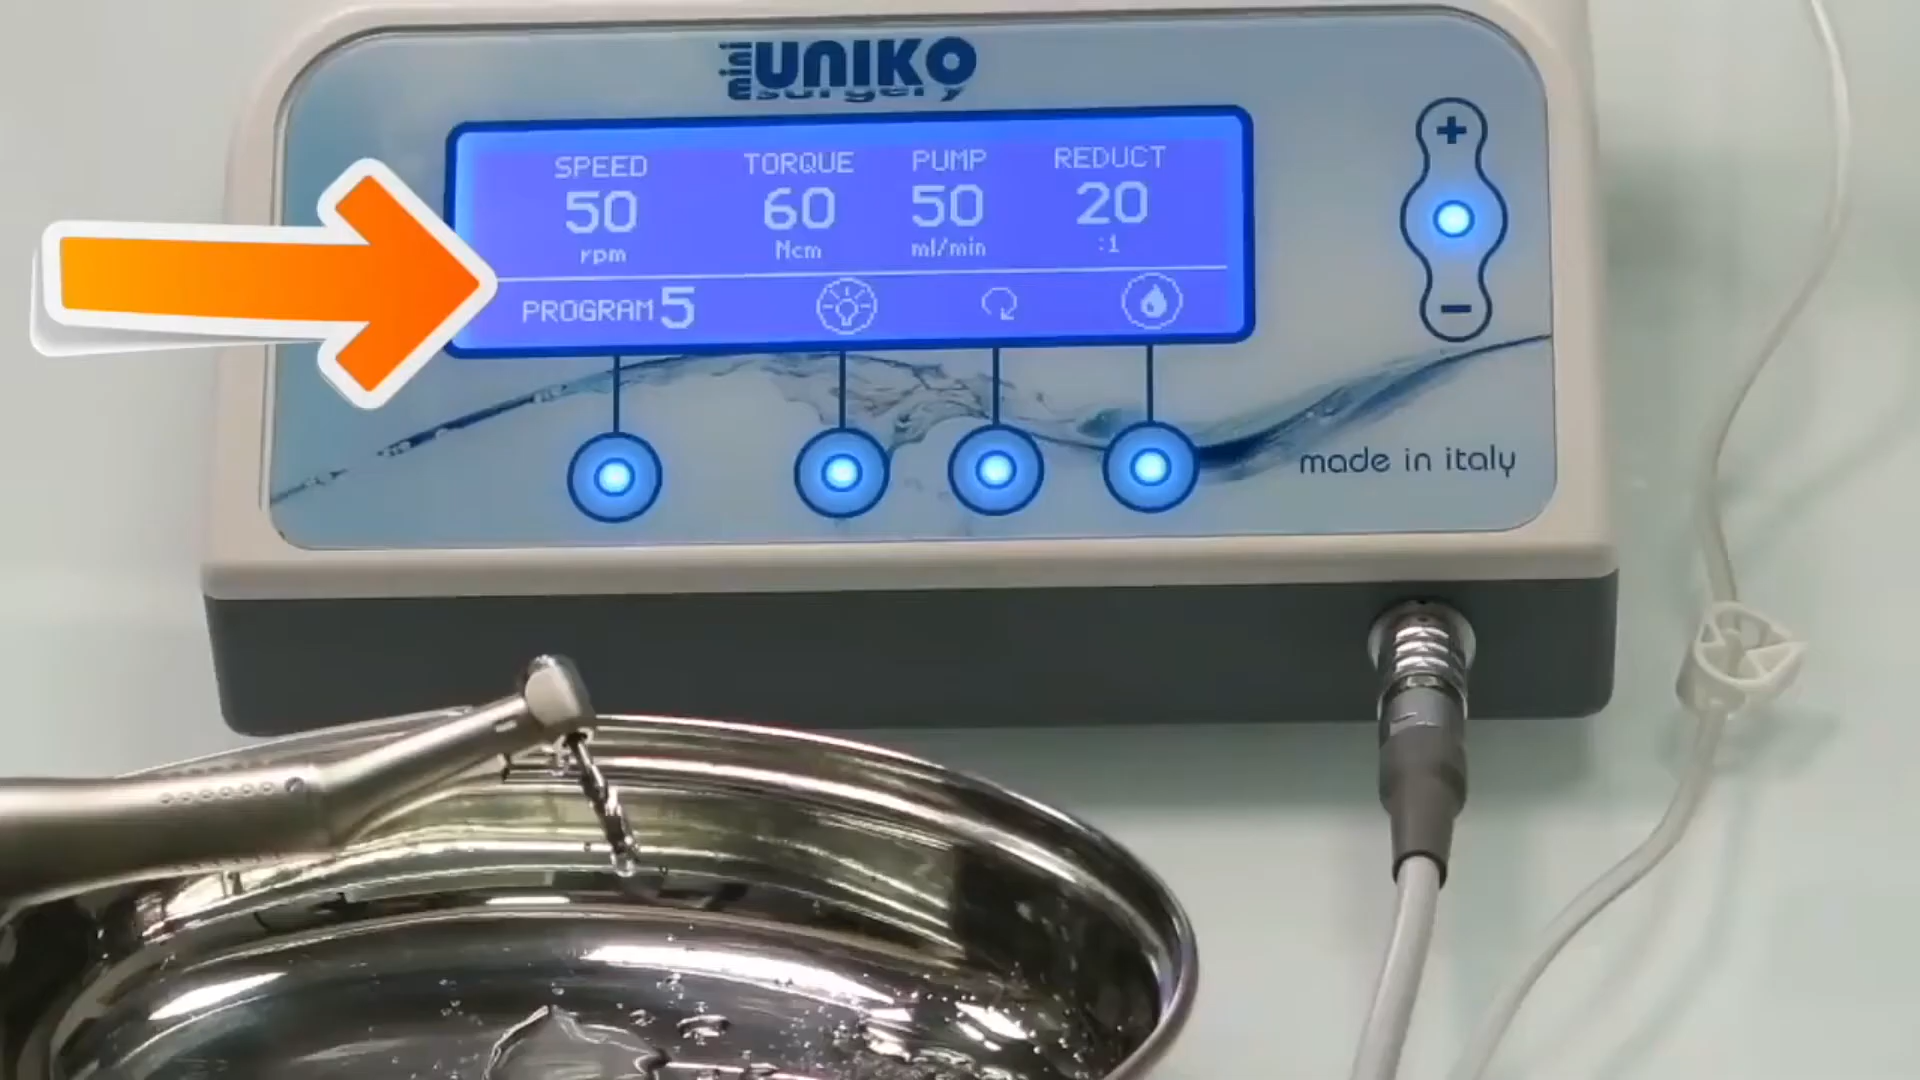 mini UNIKO
surgery
SPEED TORQUE PUMP REDUCT
50 60 50 20
rpm Ncm ml/min :1
PROGRAM 5
+
-
made in italy